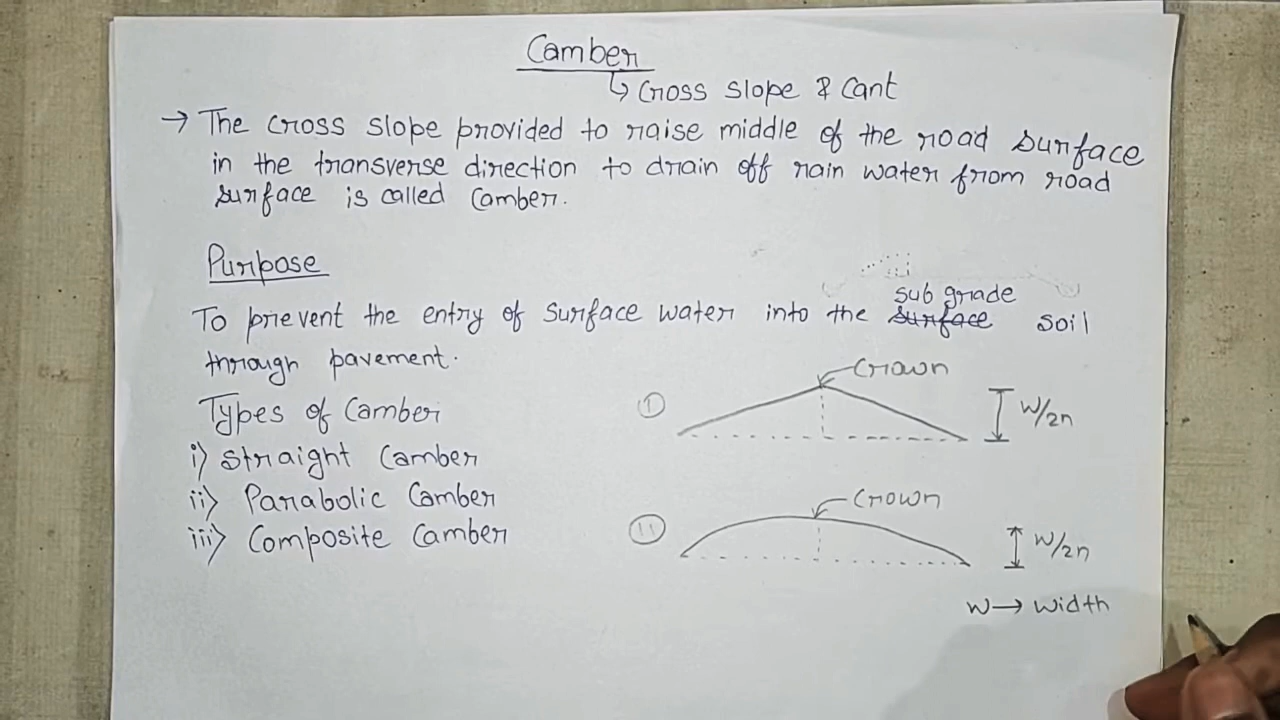 Camber
↳ Cross slope & Cant
→ The cross slope provided to raise middle of the road surface
in the transverse direction to drain off rain water from road
surface is called Camber.
Purpose
sub grade
To prevent the entry of surface water into the surface soil
through pavement.
Types of Camber
i) Straight Camber
ii) Parabolic Camber
iii) Composite Camber
I Crown W/2n
II Crown W/2n
W → Width